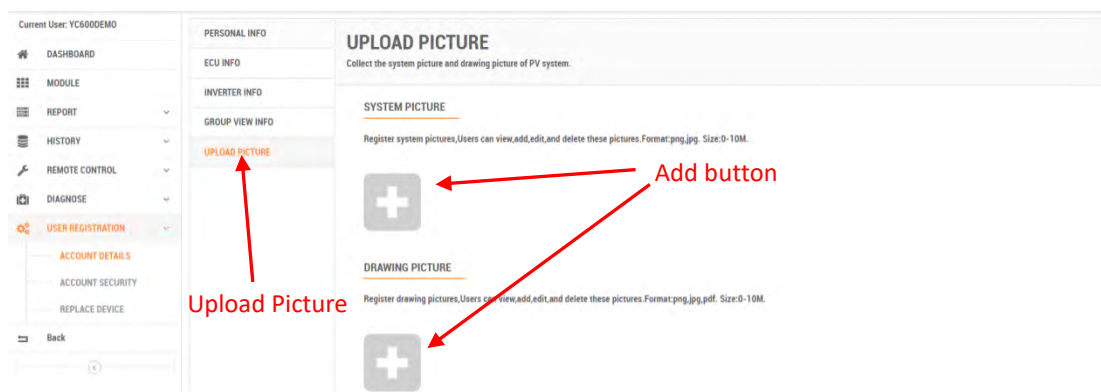 Current User: YC600DEMO
DASHBOARD
MODULE
REPORT
HISTORY
REMOTE CONTROL
DIAGNOSE
USER REGISTRATION
ACCOUNT DETAILS
ACCOUNT SECURITY
REPLACE DEVICE
Back
PERSONAL INFO
ECU INFO
INVERTER INFO
GROUP VIEW INFO
UPLOAD PICTURE
Upload Picture
UPLOAD PICTURE
Collect the system picture and drawing picture of PV system.
SYSTEM PICTURE
Register system pictures,Users can view,add,edit,and delete these pictures.Format:png,jpg. Size:0-10M.
Add button
DRAWING PICTURE
Register drawing pictures,Users can view,add,edit,and delete these pictures.Format:png,jpg,pdf. Size:0-10M.